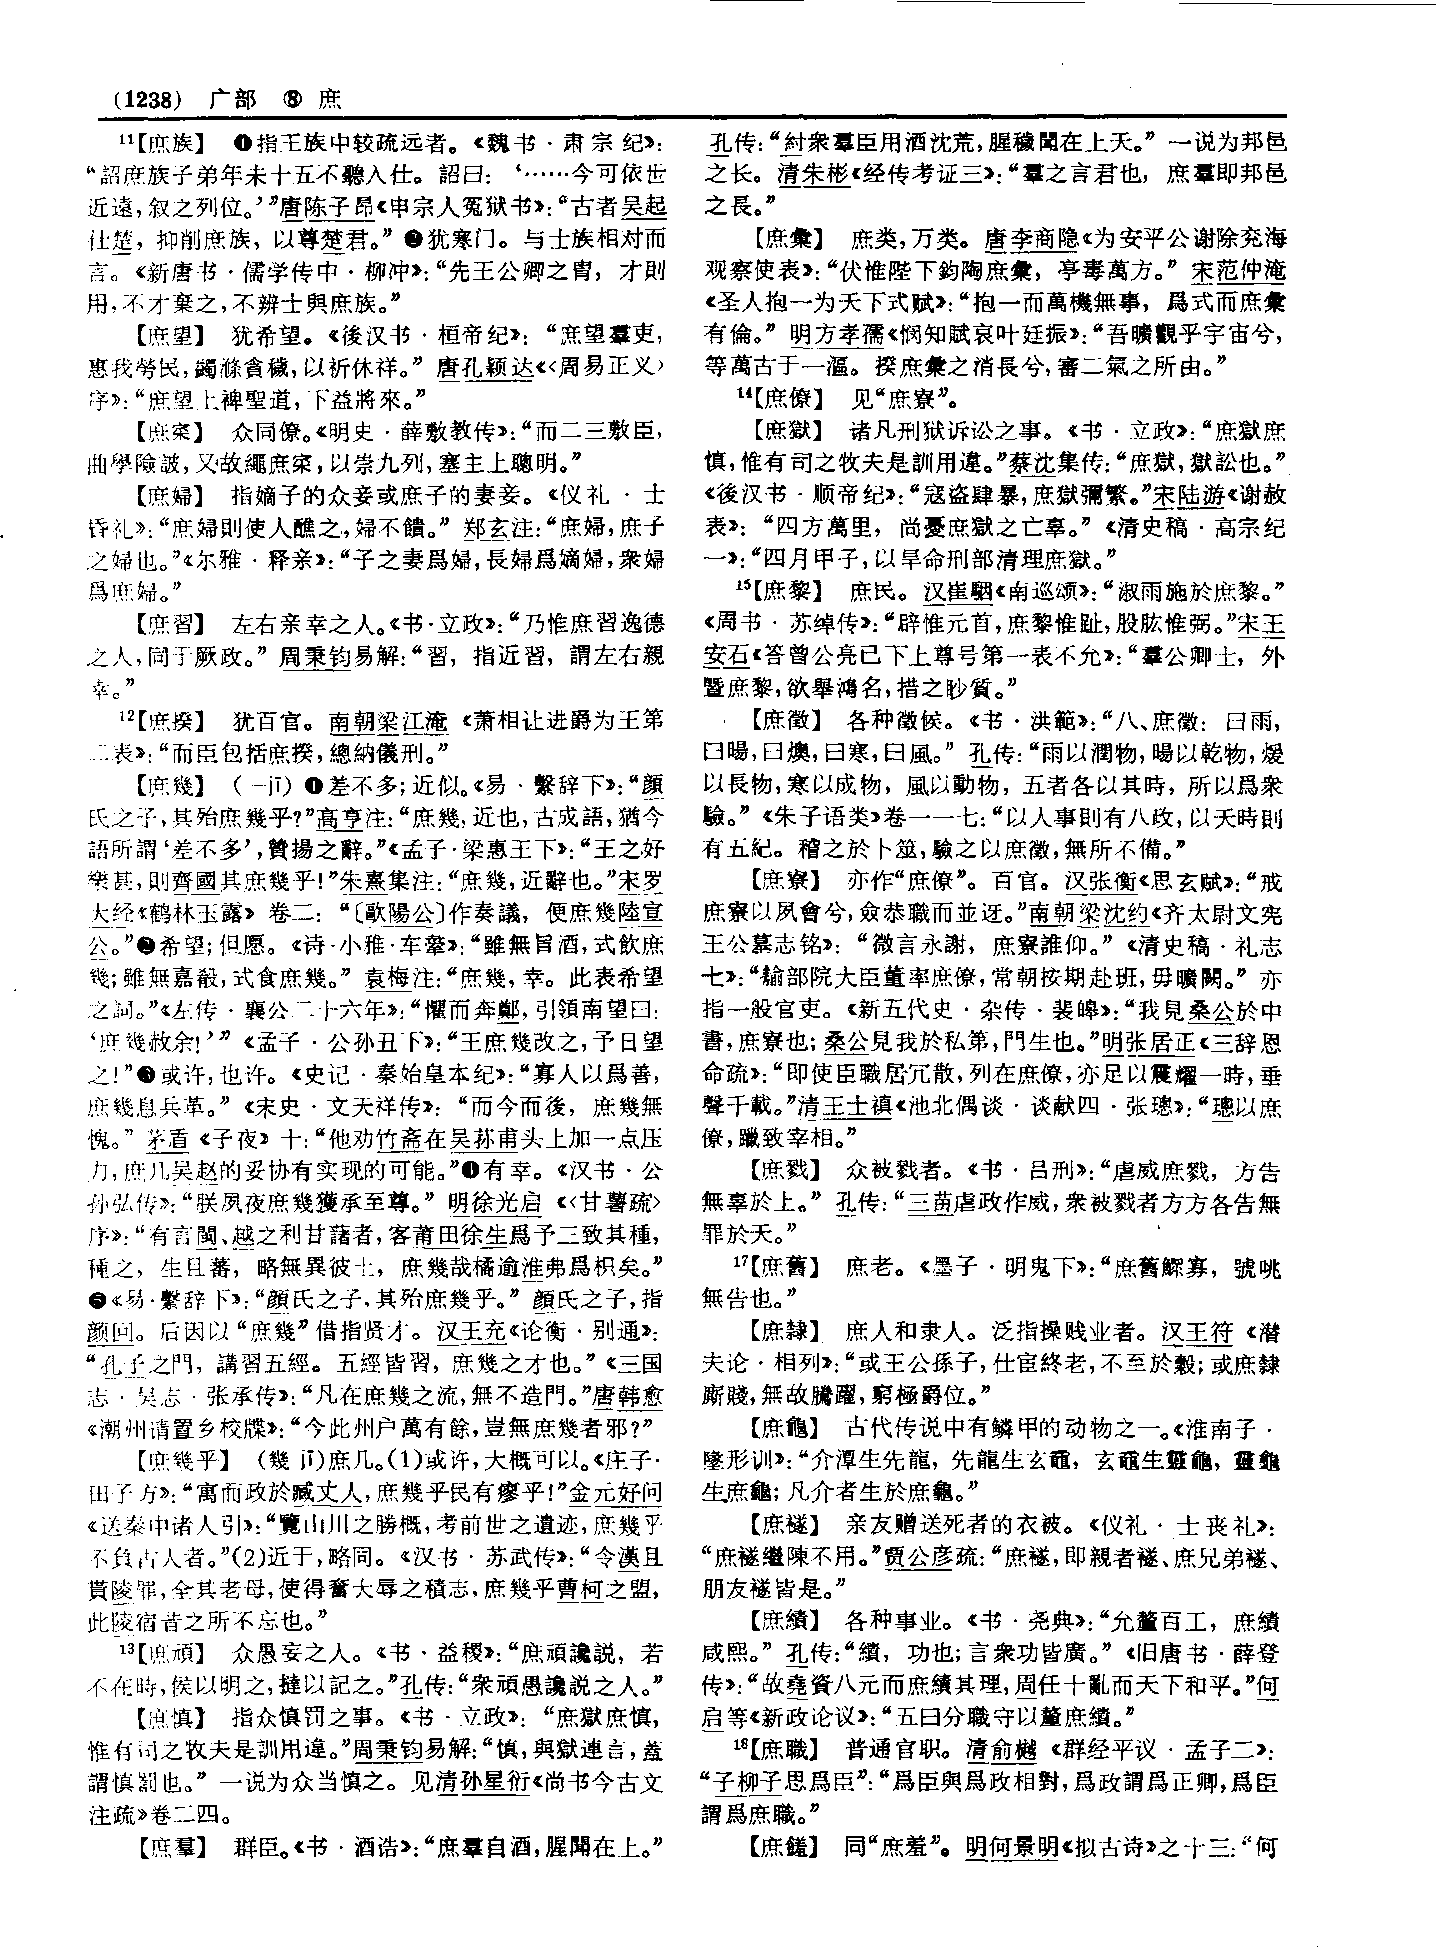 (1238) 广部 ⑧ 庶
11【庶族】 ❶指王族中较疏远者。《魏书·肃宗纪》：
“詔庶族子弟年未十五不聽入仕。詔曰：‘……今可依世
近遠，叙之列位。’”唐陈子昂《申宗人冤狱书》：“古者吴起
仕楚，抑削庶族，以尊楚君。”❷犹寒门。与士族相对而
言。《新唐书·儒学传中·柳冲》：“先王公卿之胄，才則
用，不才棄之，不辨士與庶族。”
【庶望】 犹希望。《後汉书·桓帝纪》：“庶望羣吏，
惠我勞民，蠲滌貪穢，以祈休祥。”唐孔颖达《〈周易正义〉
序》：“庶望上裨聖道，下益將來。”
【庶寀】 众同僚。《明史·薛敷教传》：“而二三敷臣，
曲學險詖，又故繩庶寀，以崇九列，塞主上聰明。”
【庶婦】 指嫡子的众妾或庶子的妻妾。《仪礼·士
昏礼》：“庶婦則使人醮之，婦不饋。”郑玄注：“庶婦，庶子
之婦也。”《尔雅·释亲》：“子之妻爲婦，長婦爲嫡婦，衆婦
爲庶婦。”
【庶習】 左右亲幸之人。《书·立政》：“乃惟庶習逸德
之人，同于厥政。”周秉钧易解：“習，指近習，謂左右親
幸。”
12【庶揆】 犹百官。南朝梁江淹《萧相让进爵为王第
二表》：“而臣包括庶揆，總納儀刑。”
【庶幾】 （-jī）❶差不多；近似。《易·繫辞下》：“顔
氏之子，其殆庶幾乎？”高亨注：“庶幾，近也，古成語，猶今
語所謂‘差不多’，贊揚之辭。”《孟子·梁惠王下》：“王之好
樂甚，則齊國其庶幾乎！”朱熹集注：“庶幾，近辭也。”宋罗
大经《鹤林玉露》卷二：“〔歐陽公〕作奏議，便庶幾陸宣
公。”❷希望；但愿。《诗·小雅·车舝》：“雖無旨酒，式飲庶
幾；雖無嘉殽，式食庶幾。”袁梅注：“庶幾，幸。此表希望
之詞。”《左传·襄公二十六年》：“懼而奔鄭，引領南望曰：
‘庶幾赦余！’”《孟子·公孙丑下》：“王庶幾改之，予日望
之！”❸或许，也许。《史记·秦始皇本纪》：“寡人以爲善，
庶幾息兵革。”《宋史·文天祥传》：“而今而後，庶幾無
愧。”茅盾《子夜》十：“他劝竹斋在吴荪甫头上加一点压
力，庶几吴赵的妥协有实现的可能。”❹有幸。《汉书·公
孙弘传》：“朕夙夜庶幾獲承至尊。”明徐光启《〈甘薯疏〉
序》：“有言閩、越之利甘藷者，客莆田徐生爲予三致其種，
種之，生且蕃，略無異彼土，庶幾哉橘逾淮弗爲枳矣。”
❺《易·繫辞下》：“顔氏之子，其殆庶幾乎。”顔氏之子，指
颜回。后因以“庶幾”借指贤才。汉王充《论衡·别通》：
“孔子之門，講習五經。五經皆習，庶幾之才也。”《三国
志·吴志·张承传》：“凡在庶幾之流，無不造門。”唐韩愈
《潮州请置乡校牒》：“今此州户萬有餘，豈無庶幾者邪？”
【庶幾乎】 （幾 jī）庶几。(1)或许，大概可以。《庄子·
田子方》：“寓而政於臧丈人，庶幾乎民有瘳乎！”金元好问
《送秦中诸人引》：“覽山川之勝概，考前世之遺迹，庶幾乎
不負古人者。”(2)近于，略同。《汉书·苏武传》：“令漢且
貰陵罪，全其老母，使得奮大辱之積志，庶幾乎曹柯之盟，
此陵宿昔之所不忘也。”
13【庶頑】 众愚妄之人。《书·益稷》：“庶頑讒説，若
不在時，侯以明之，撻以記之。”孔传：“衆頑愚讒説之人。”
【庶慎】 指众慎罚之事。《书·立政》：“庶獄庶慎，
惟有司之牧夫是訓用違。”周秉钧易解：“慎，與獄連言，蓋
謂慎罰也。”一说为众当慎之。见清孙星衍《尚书今古文
注疏》卷二四。
【庶羣】 群臣。《书·酒诰》：“庶羣自酒，腥聞在上。”
孔传：“紂衆羣臣用酒沈荒，腥穢聞在上天。”一说为邦邑
之长。清朱彬《经传考证三》：“羣之言君也，庶羣即邦邑
之長。”
【庶彙】 庶类，万类。唐李商隐《为安平公谢除兖海
观察使表》：“伏惟陛下鈞陶庶彙，亭毒萬方。”宋范仲淹
《圣人抱一为天下式赋》：“抱一而萬機無事，爲式而庶彙
有倫。”明方孝孺《悯知賦哀叶廷振》：“吾曠觀乎宇宙兮，
等萬古于一漚。揆庶彙之消長兮，審二氣之所由。”
14【庶僚】 见“庶寮”。
【庶獄】 诸凡刑狱诉讼之事。《书·立政》：“庶獄庶
慎，惟有司之牧夫是訓用違。”蔡沈集传：“庶獄，獄訟也。”
《後汉书·顺帝纪》：“寇盗肆暴，庶獄彌繁。”宋陆游《谢赦
表》：“四方萬里，尚憂庶獄之亡辜。”《清史稿·高宗纪
一》：“四月甲子，以旱命刑部清理庶獄。”
15【庶黎】 庶民。汉崔駰《南巡颂》：“淑雨施於庶黎。”
《周书·苏绰传》：“辟惟元首，庶黎惟趾，股肱惟弼。”宋王
安石《答曾公亮已下上尊号第一表不允》：“羣公卿士，外
暨庶黎，欲舉鴻名，措之眇質。”
【庶徵】 各种徵候。《书·洪範》：“八、庶徵：曰雨，
曰暘，曰燠，曰寒，曰風。”孔传：“雨以潤物，暘以乾物，煖
以長物，寒以成物，風以動物，五者各以其時，所以爲衆
驗。”《朱子语类》卷一一七：“以人事則有八政，以天時則
有五紀。稽之於卜筮，驗之以庶徵，無所不備。”
【庶寮】 亦作“庶僚”。百官。汉张衡《思玄赋》：“戒
庶寮以夙會兮，僉恭職而並迓。”南朝梁沈约《齐太尉文宪
王公墓志铭》：“微言永謝，庶寮誰仰。”《清史稿·礼志
七》：“諭部院大臣董率庶僚，常朝按期赴班，毋曠闕。”亦
指一般官吏。《新五代史·杂传·裴皞》：“我見桑公於中
書，庶寮也；桑公見我於私第，門生也。”明张居正《三辞恩
命疏》：“即使臣職居冗散，列在庶僚，亦足以震耀一時，垂
聲千載。”清王士禛《池北偶谈·谈献四·张璁》：“璁以庶
僚，躐致宰相。”
【庶戮】 众被戮者。《书·吕刑》：“虐威庶戮，方告
無辜於上。”孔传：“三苗虐政作威，衆被戮者方方各告無
罪於天。”
17【庶舊】 庶老。《墨子·明鬼下》：“庶舊鰥寡，號咷
無告也。”
【庶隸】 庶人和隶人。泛指操贱业者。汉王符《潜
夫论·相列》：“或王公孫子，仕宦終老，不至於穀；或庶隸
廝賤，無故騰躍，窮極爵位。”
【庶龜】 古代传说中有鳞甲的动物之一。《淮南子·
墬形训》：“介潭生先龍，先龍生玄黿，玄黿生靈龜，靈龜
生庶龜；凡介者生於庶龜。”
【庶襚】 亲友赠送死者的衣被。《仪礼·士丧礼》：
“庶襚繼陳不用。”贾公彦疏：“庶襚，即親者襚、庶兄弟襚、
朋友襚皆是。”
【庶績】 各种事业。《书·尧典》：“允釐百工，庶績
咸熙。”孔传：“績，功也；言衆功皆廣。”《旧唐书·薛登
传》：“故堯資八元而庶績其理，周任十亂而天下和平。”何
启等《新政论议》：“五曰分職守以釐庶績。”
18【庶職】 普通官职。清俞樾《群经平议·孟子二》：
“子柳子思爲臣”：“爲臣與爲政相對，爲政謂爲正卿，爲臣
謂爲庶職。”
【庶饈】 同“庶羞”。明何景明《拟古诗》之十三：“何